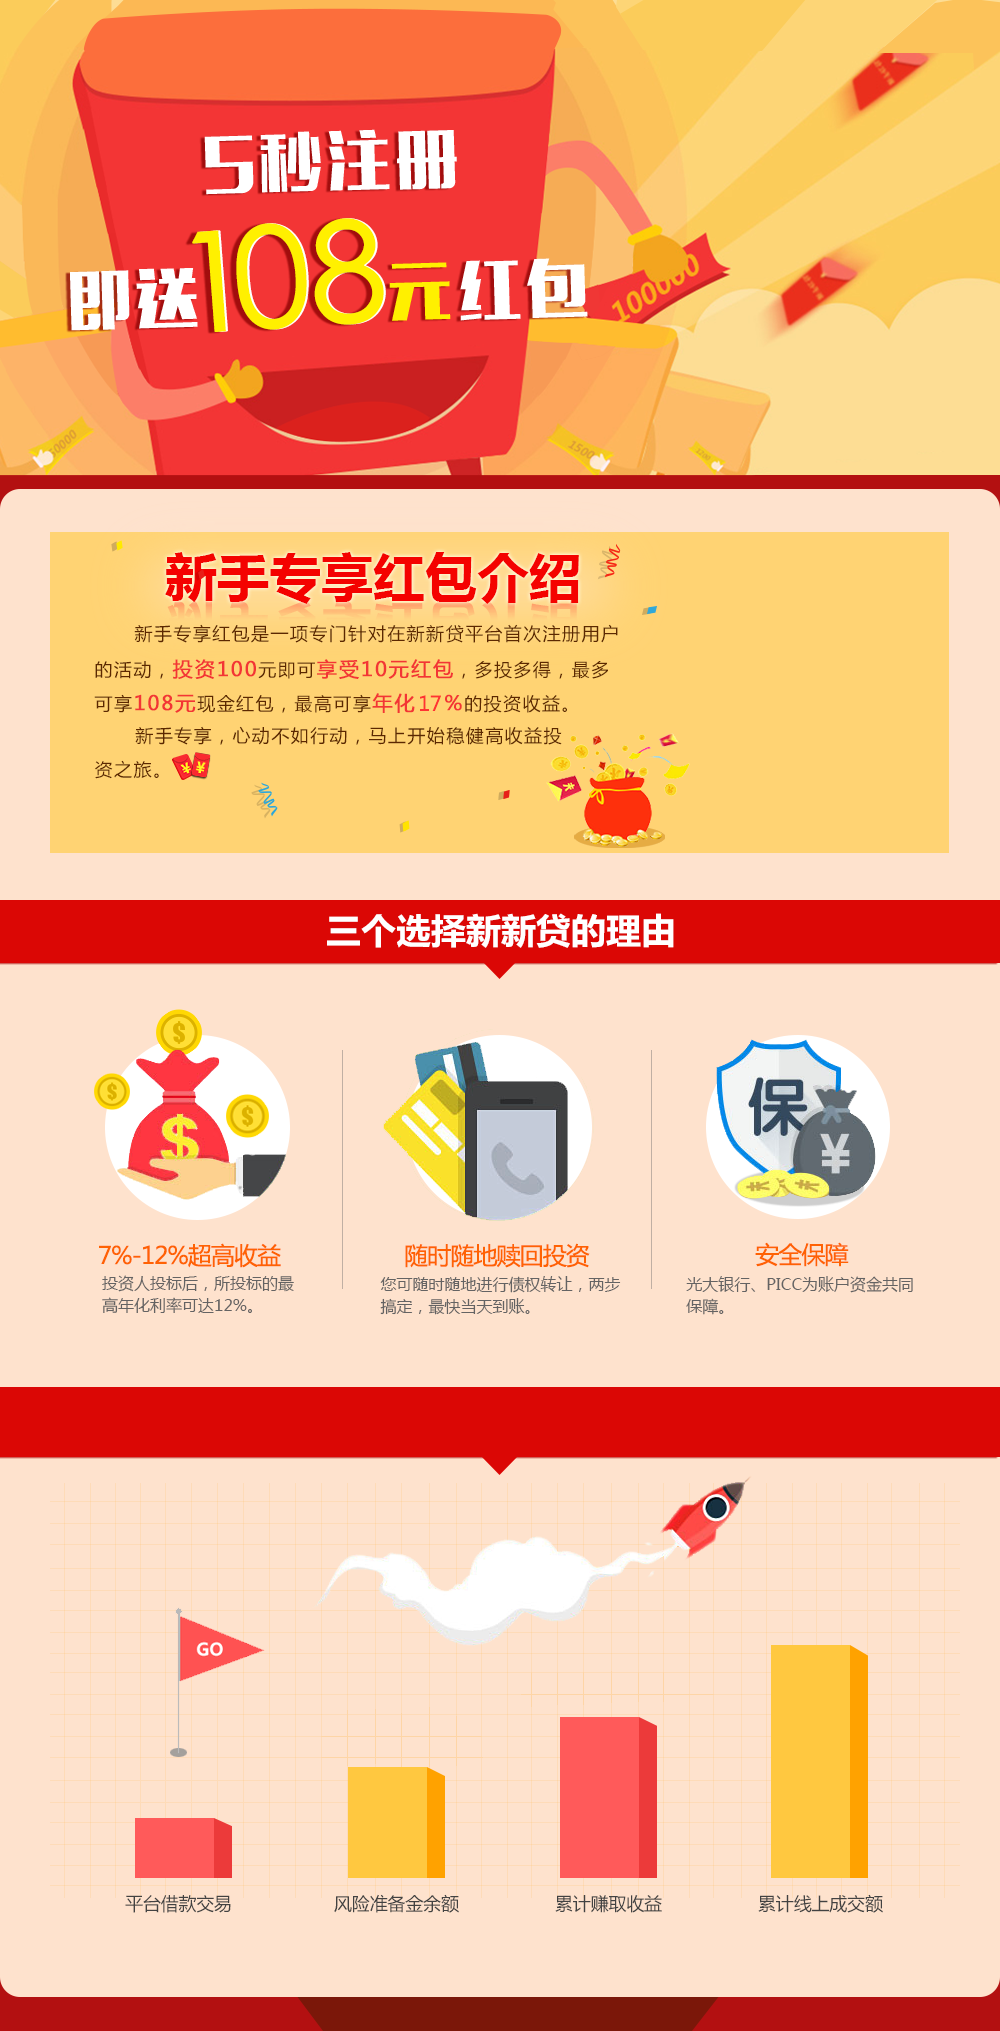 5秒注册
即送108元红包
100000
50000
1500
新手专享红包介绍
新手专享红包是一项专门针对在新新贷平台首次注册用户
的活动，投资100元即可享受10元红包，多投多得，最多
可享108元现金红包，最高可享年化17%的投资收益。
新手专享，心动不如行动，马上开始稳健高收益投
资之旅。
三个选择新新贷的理由
$
$
$
$
保
¥
7%-12%超高收益
投资人投标后，所投标的最
高年化利率可达12%。
随时随地赎回投资
您可随时随地进行债权转让，两步
搞定，最快当天到账。
安全保障
光大银行、PICC为账户资金共同
保障。
GO
平台借款交易
风险准备金余额
累计赚取收益
累计线上成交额